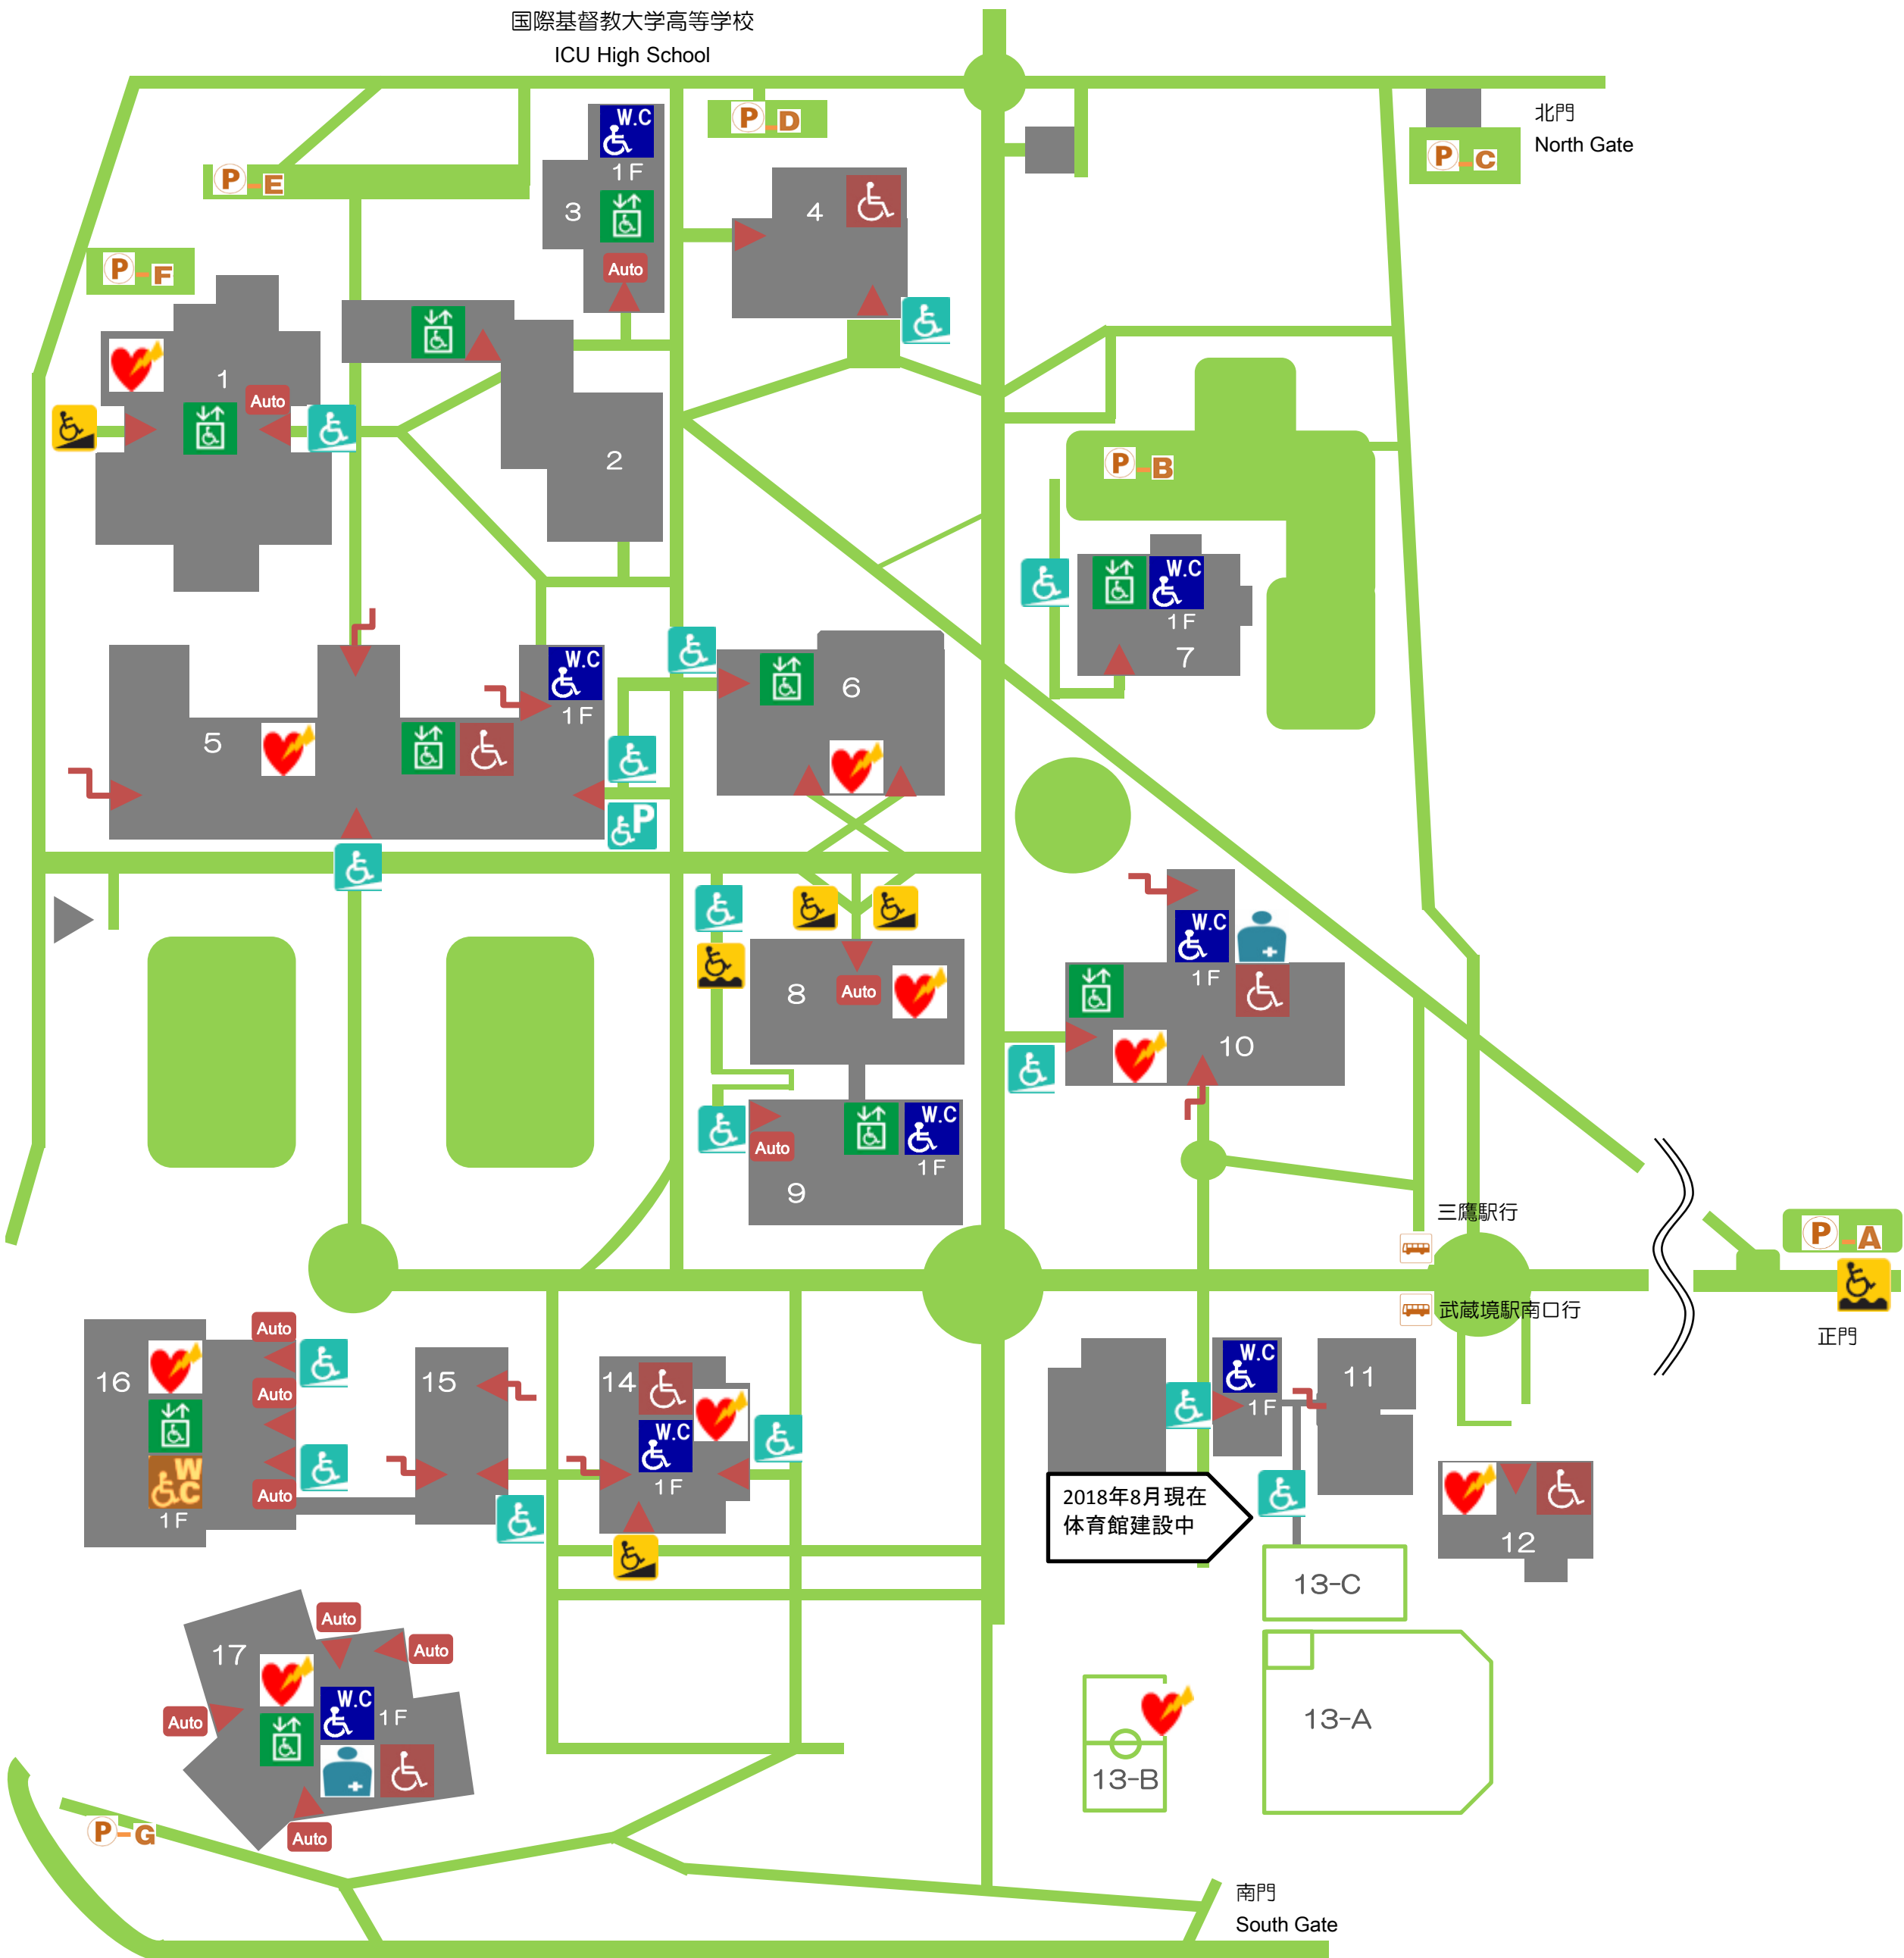 国際基督教大学高等学校
ICU High School
北門
North Gate
P-D
P-C
P-E
P-F
W.C
1F
3
Auto
4
1
Auto
2
P-B
W.C
1F
7
W.C
1F
5
6
P
8
Auto
W.C
1F
10
Auto
9
W.C
1F
三鷹駅行
武蔵境駅南口行
P-A
正門
16
Auto
Auto
Auto
WC
1F
15
14
W.C
1F
W.C
1F
11
2018年8月現在
体育館建設中
12
13-C
13-A
13-B
17
Auto
Auto
Auto
W.C
1F
Auto
P-G
南門
South Gate